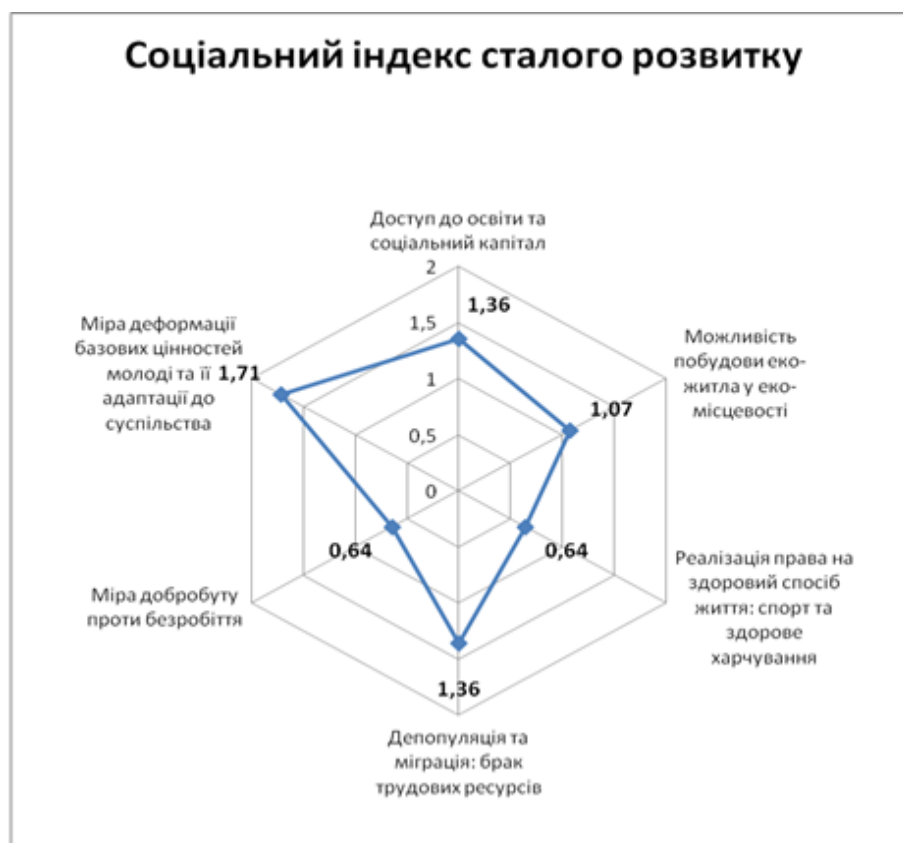 Соціальний індекс сталого розвитку
Доступ до освіти та
соціальний капітал
2
1,36
1,5
1
0,5
0
Можливість
побудови еко-
житла у еко-
місцевості
1,07
Реалізація права на
здоровий спосіб
життя: спорт та
здорове
харчування
0,64
1,36
Депопуляція та
міграція: брак
трудових ресурсів
0,64
Міра добробуту
проти безробіття
Міра деформації
базових цінностей
молоді та її
адаптації до
суспільства
1,71